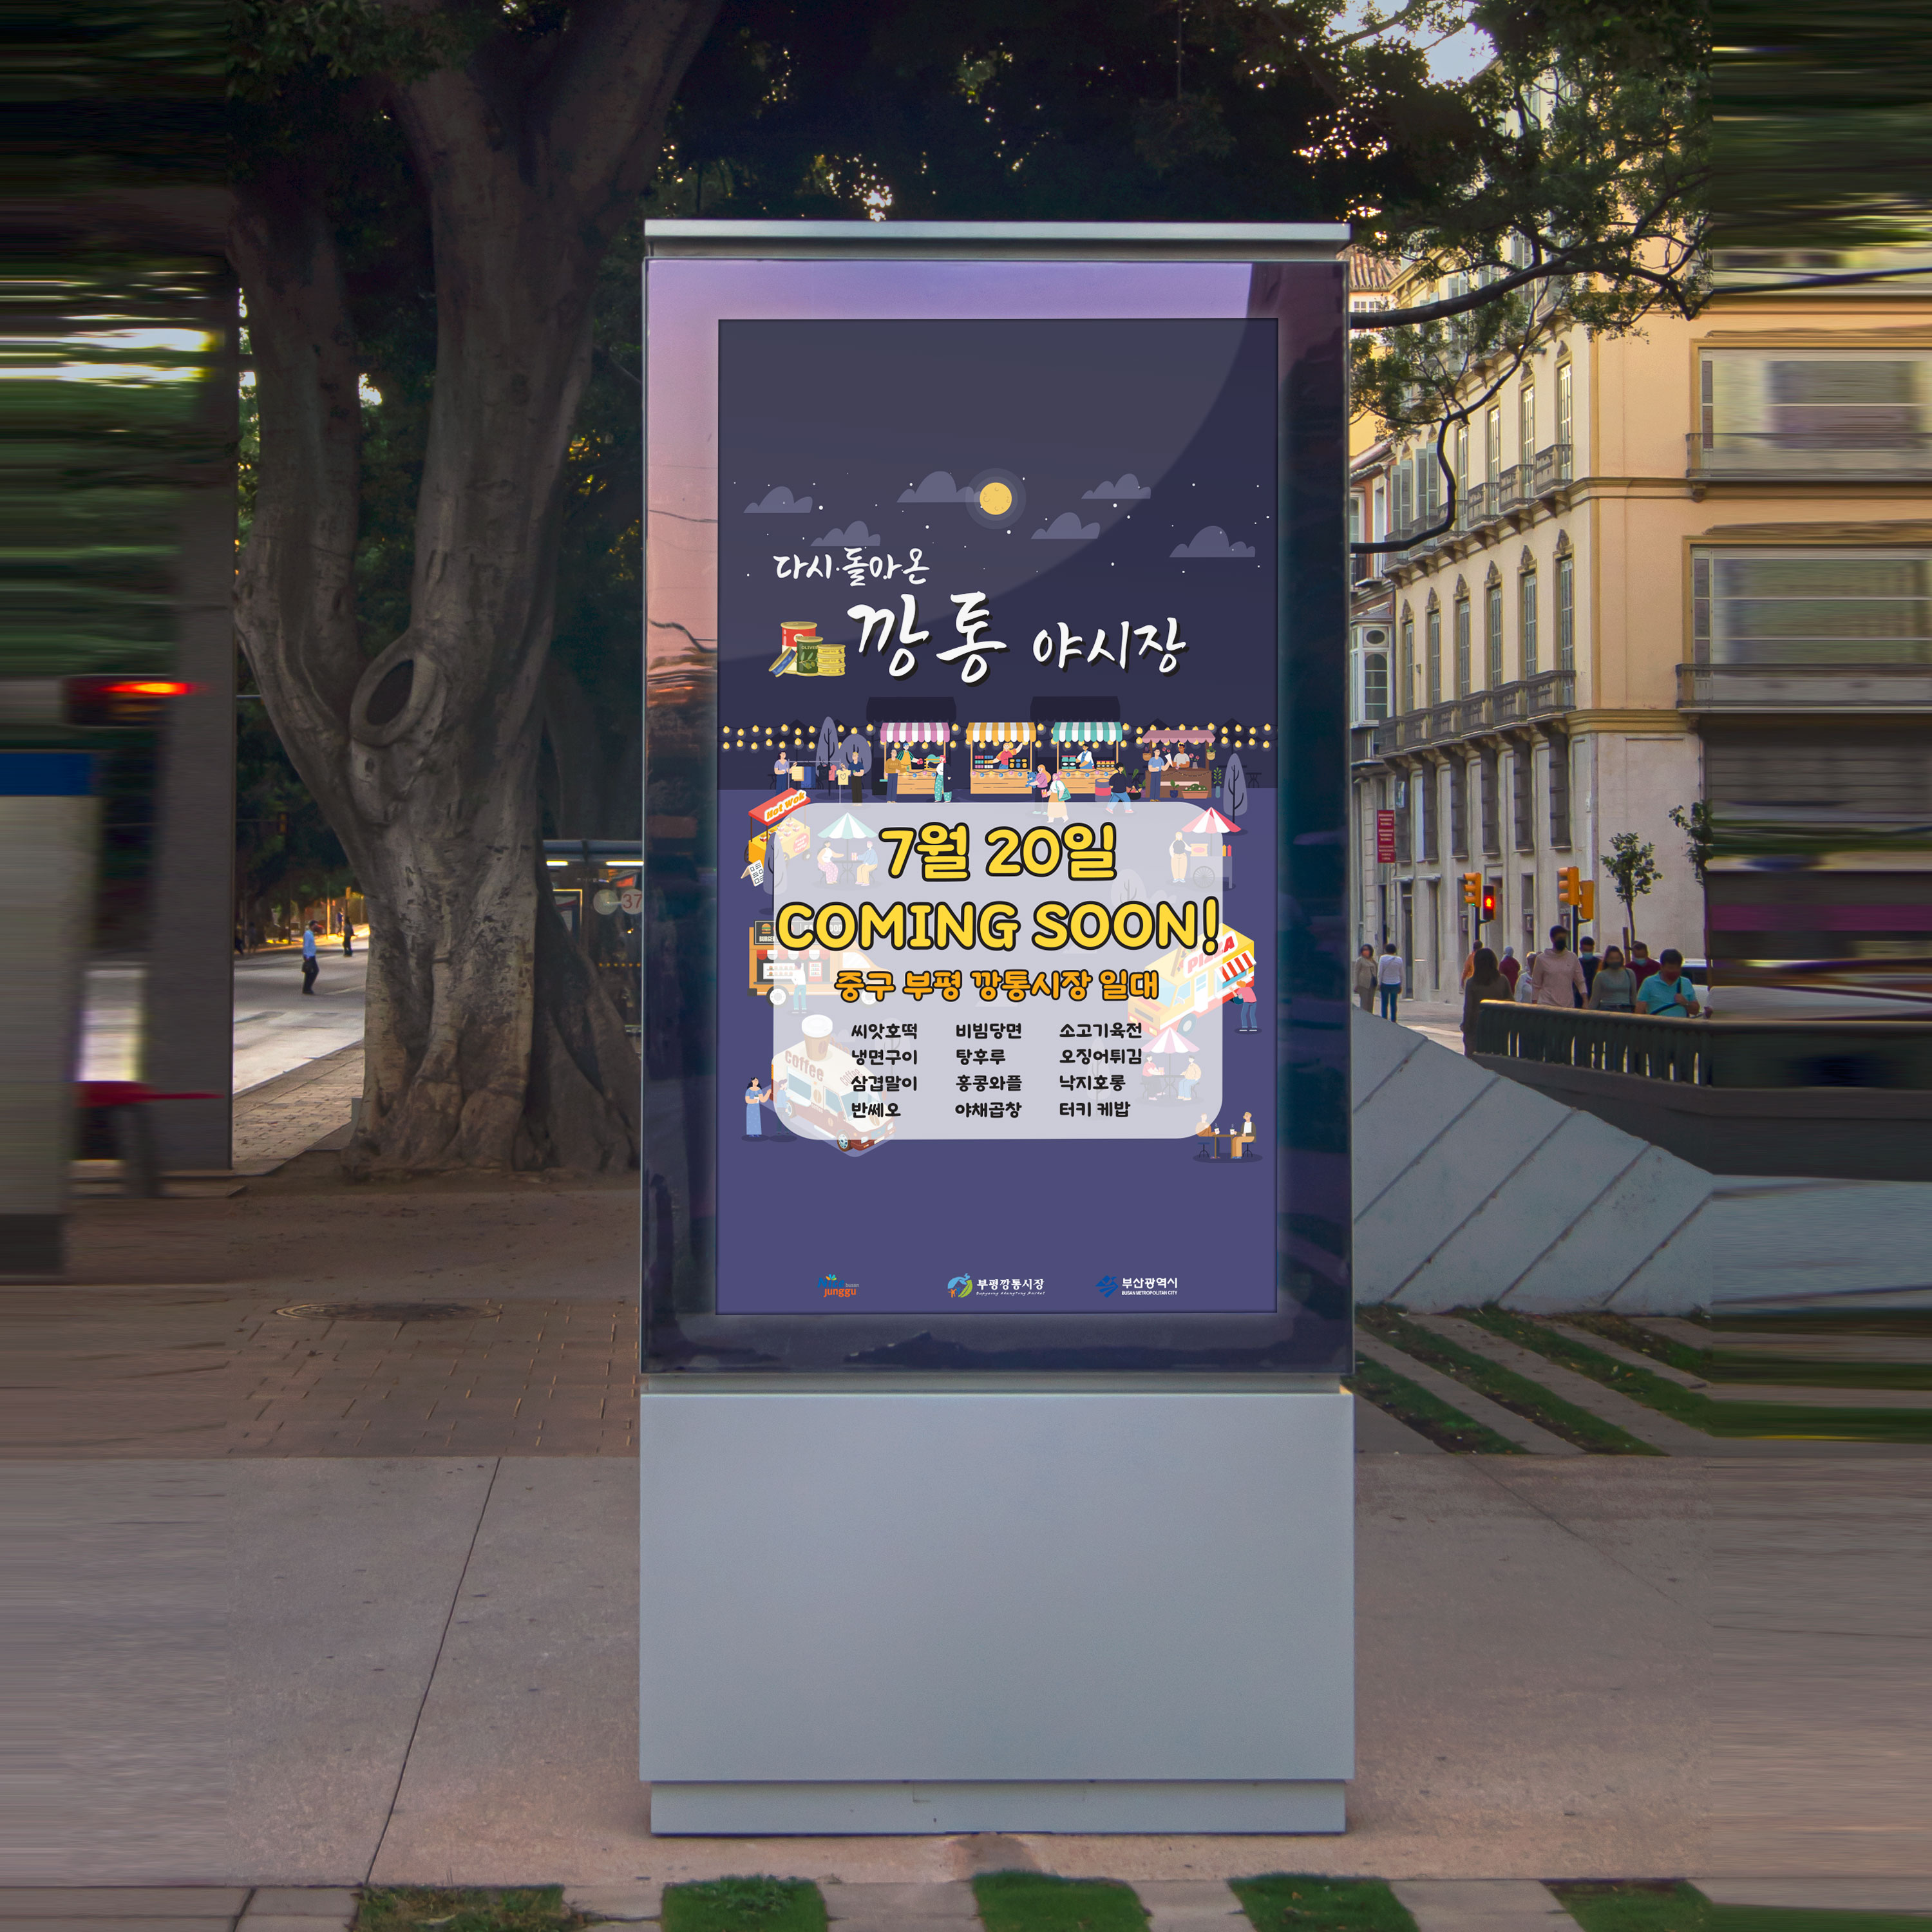 다시 돌아온
깡통 야시장
Hot Wok
7월 20일
COMING SOON!
중구 부평 깡통시장 일대
씨앗호떡 비빔당면 소고기육전
냉면구이 탕후루 오징어튀김
삼겹말이 홍콩와플 낙지호롱
반쎄오 야채곱창 터키 케밥
Coffee
junggu
부평깡통시장
부산광역시
BUSAN METROPOLITAN CITY
37